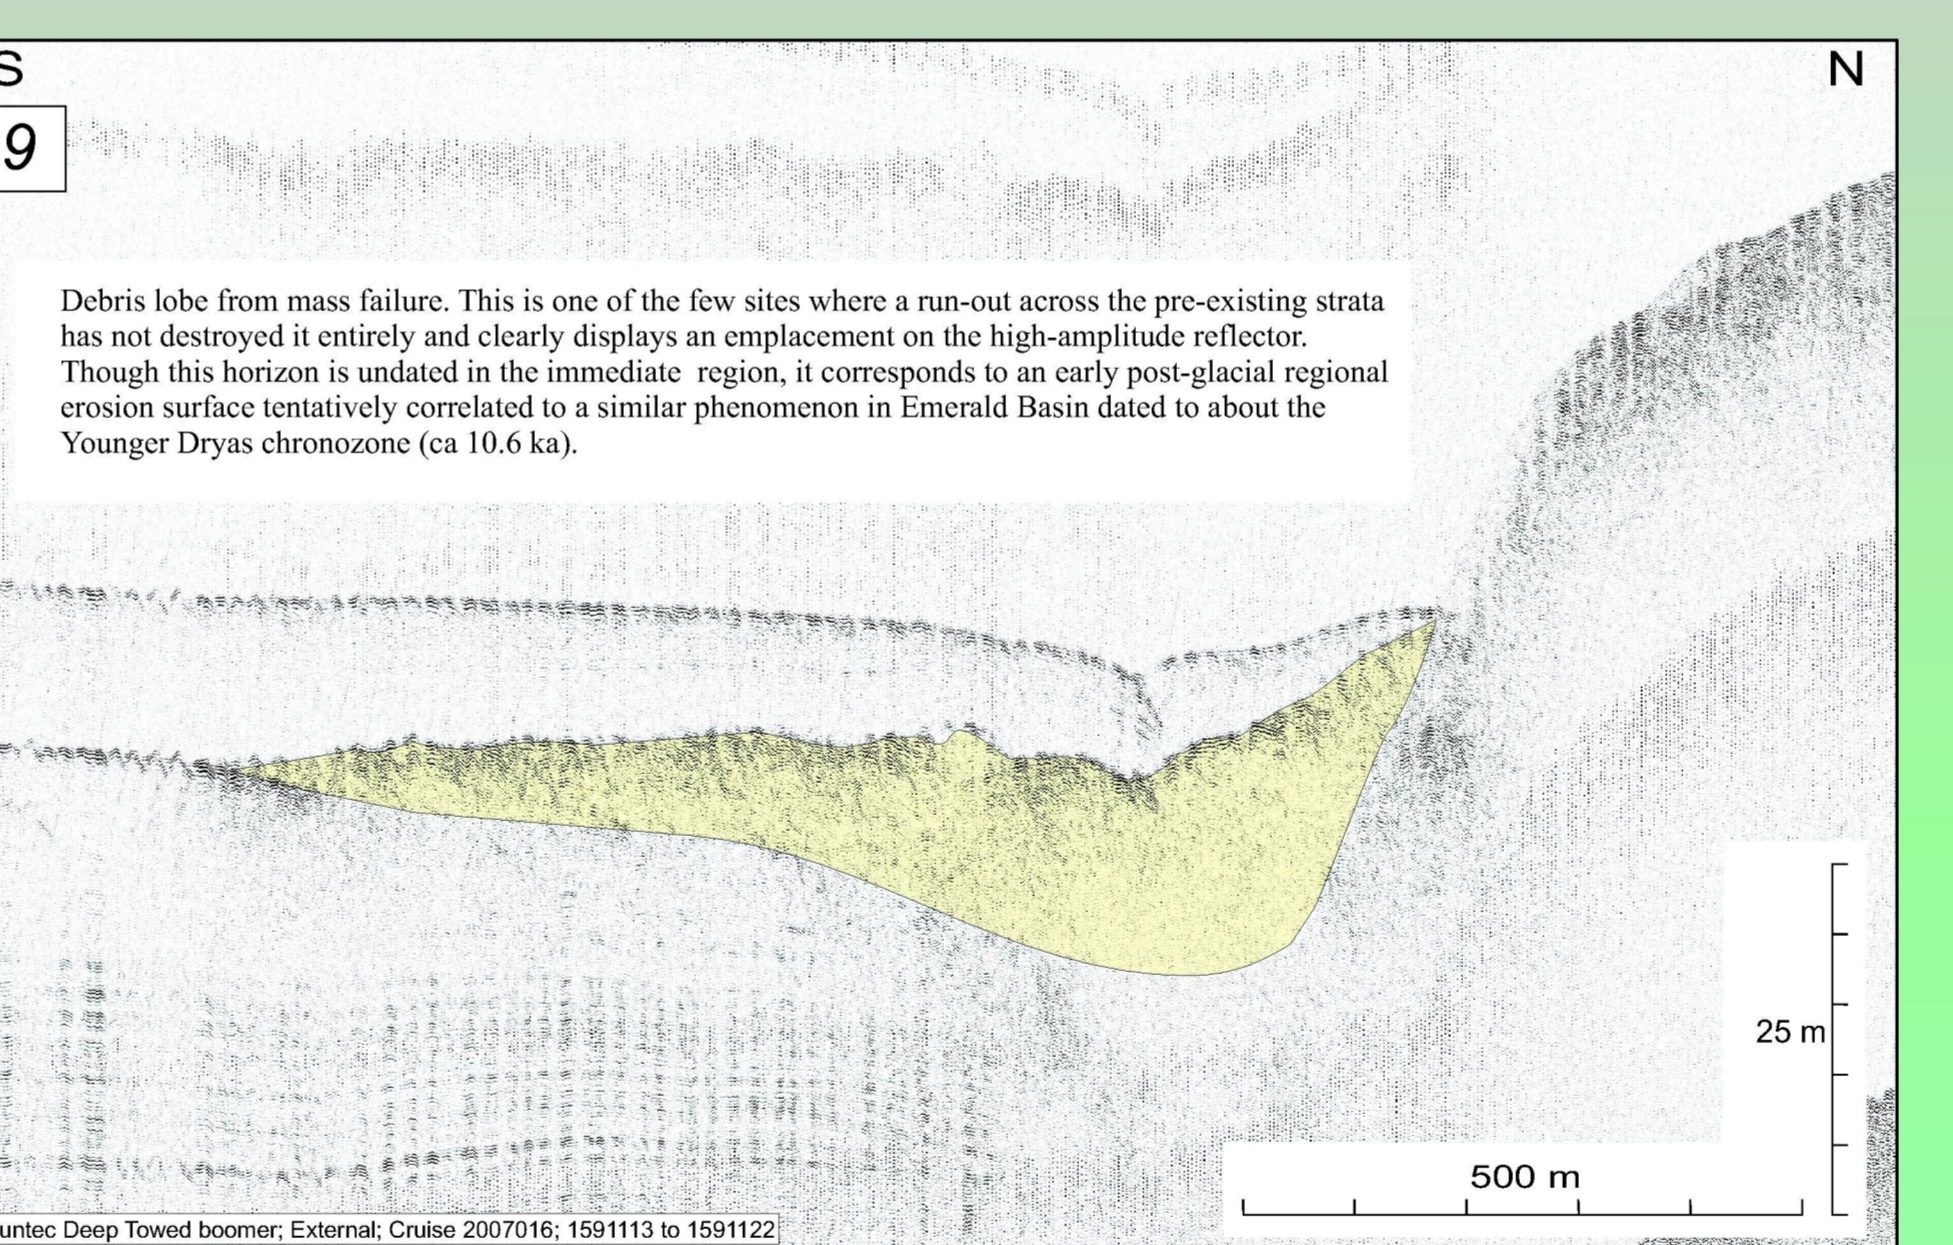 S
N
9
Debris lobe from mass failure. This is one of the few sites where a run-out across the pre-existing strata
has not destroyed it entirely and clearly displays an emplacement on the high-amplitude reflector.
Though this horizon is undated in the immediate  region, it corresponds to an early post-glacial regional
erosion surface tentatively correlated to a similar phenomenon in Emerald Basin dated to about the
Younger Dryas chronozone (ca 10.6 ka).
25 m
500 m
untec Deep Towed boomer; External; Cruise 2007016; 1591113 to 1591122